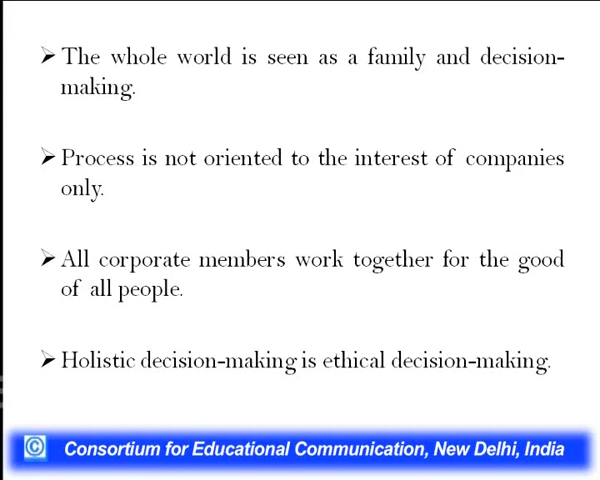 The whole world is seen as a family and decision-
making.
Process is not oriented to the interest of companies
only.
All corporate members work together for the good
of all people.
Holistic decision-making is ethical decision-making.
© Consortium for Educational Communication, New Delhi, India